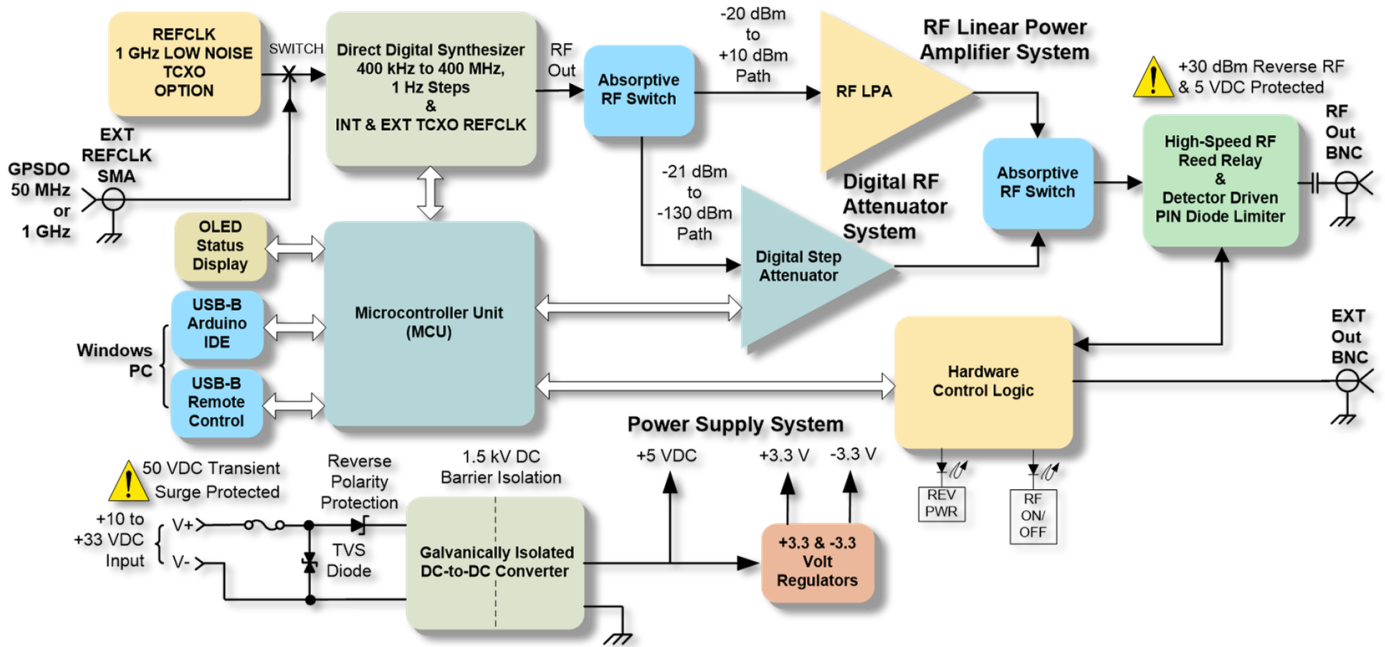 REFCLK
1 GHz LOW NOISE
TCXO
OPTION
SWITCH
Direct Digital Synthesizer
400 kHz to 400 MHz,
1 Hz Steps
&
INT & EXT TCXO REFCLK
RF
Out
Absorptive
RF Switch
-20 dBm
to
+10 dBm
Path
RF LPA
RF Linear Power
Amplifier System
+30 dBm Reverse RF
& 5 VDC Protected
EXT
REFCLK
SMA
GPSDO
50 MHz
or
1 GHz
-21 dBm
to
-130 dBm
Path
Digital RF
Attenuator
System
Digital Step
Attenuator
Absorptive
RF Switch
High-Speed RF
Reed Relay
&
Detector Driven
PIN Diode Limiter
RF
Out
BNC
OLED
Status
Display
USB-B
Arduino
IDE
Windows
PC
USB-B
Remote
Control
Microcontroller Unit
(MCU)
Hardware
Control Logic
EXT
Out
BNC
REV
PWR
RF
ON/
OFF
Power Supply System
50 VDC Transient
Surge Protected
Reverse
Polarity
Protection
1.5 kV DC
Barrier Isolation
+5 VDC
+3.3 V
-3.3 V
+10 to
+33 VDC
Input
V+
V-
TVS
Diode
Galvanically Isolated
DC-to-DC Converter
+3.3 & -3.3
Volt
Regulators